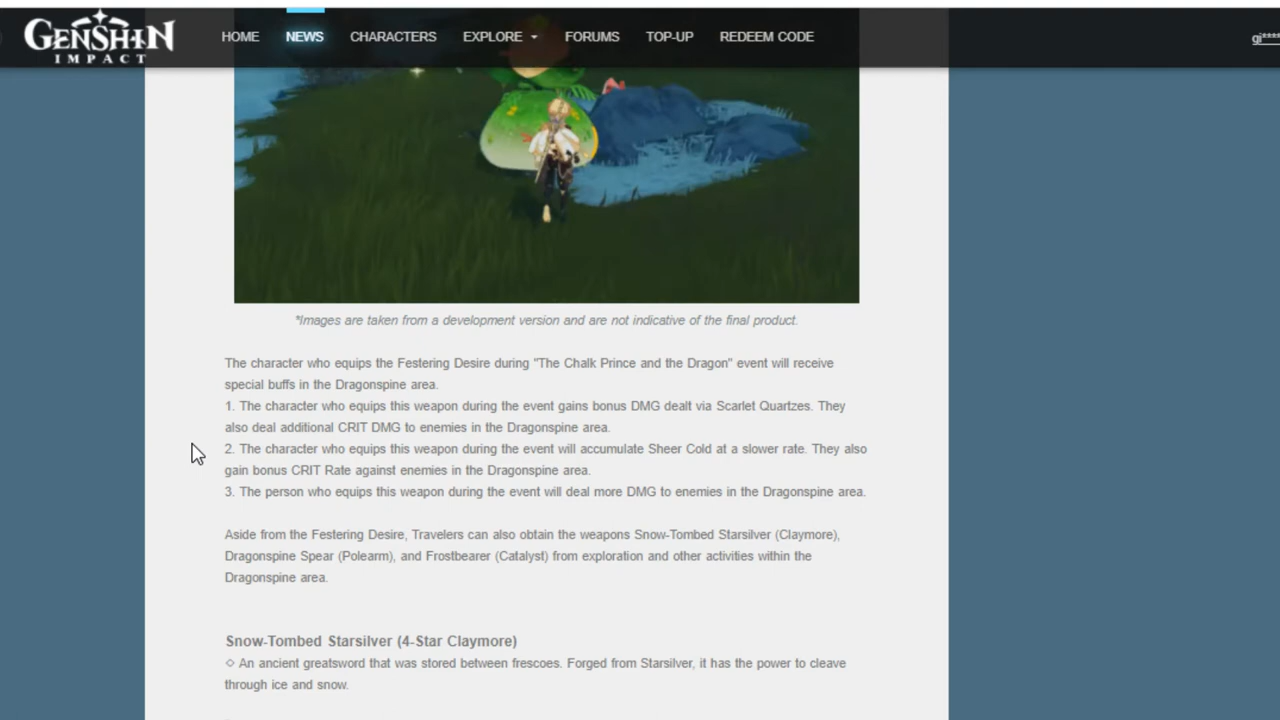 GENSHIN
IMPACT
HOME NEWS CHARACTERS EXPLORE FORUMS TOP-UP REDEEM CODE gi****
*Images are taken from a development version and are not indicative of the final product.
The character who equips the Festering Desire during "The Chalk Prince and the Dragon" event will receive
special buffs in the Dragonspine area.
1. The character who equips this weapon during the event gains bonus DMG dealt via Scarlet Quartzes. They
also deal additional CRIT DMG to enemies in the Dragonspine area.
2. The character who equips this weapon during the event will accumulate Sheer Cold at a slower rate. They also
gain bonus CRIT Rate against enemies in the Dragonspine area.
3. The person who equips this weapon during the event will deal more DMG to enemies in the Dragonspine area.
Aside from the Festering Desire, Travelers can also obtain the weapons Snow-Tombed Starsilver (Claymore),
Dragonspine Spear (Polearm), and Frostbearer (Catalyst) from exploration and other activities within the
Dragonspine area.
Snow-Tombed Starsilver (4-Star Claymore)
◇ An ancient greatsword that was stored between frescoes. Forged from Starsilver, it has the power to cleave
through ice and snow.